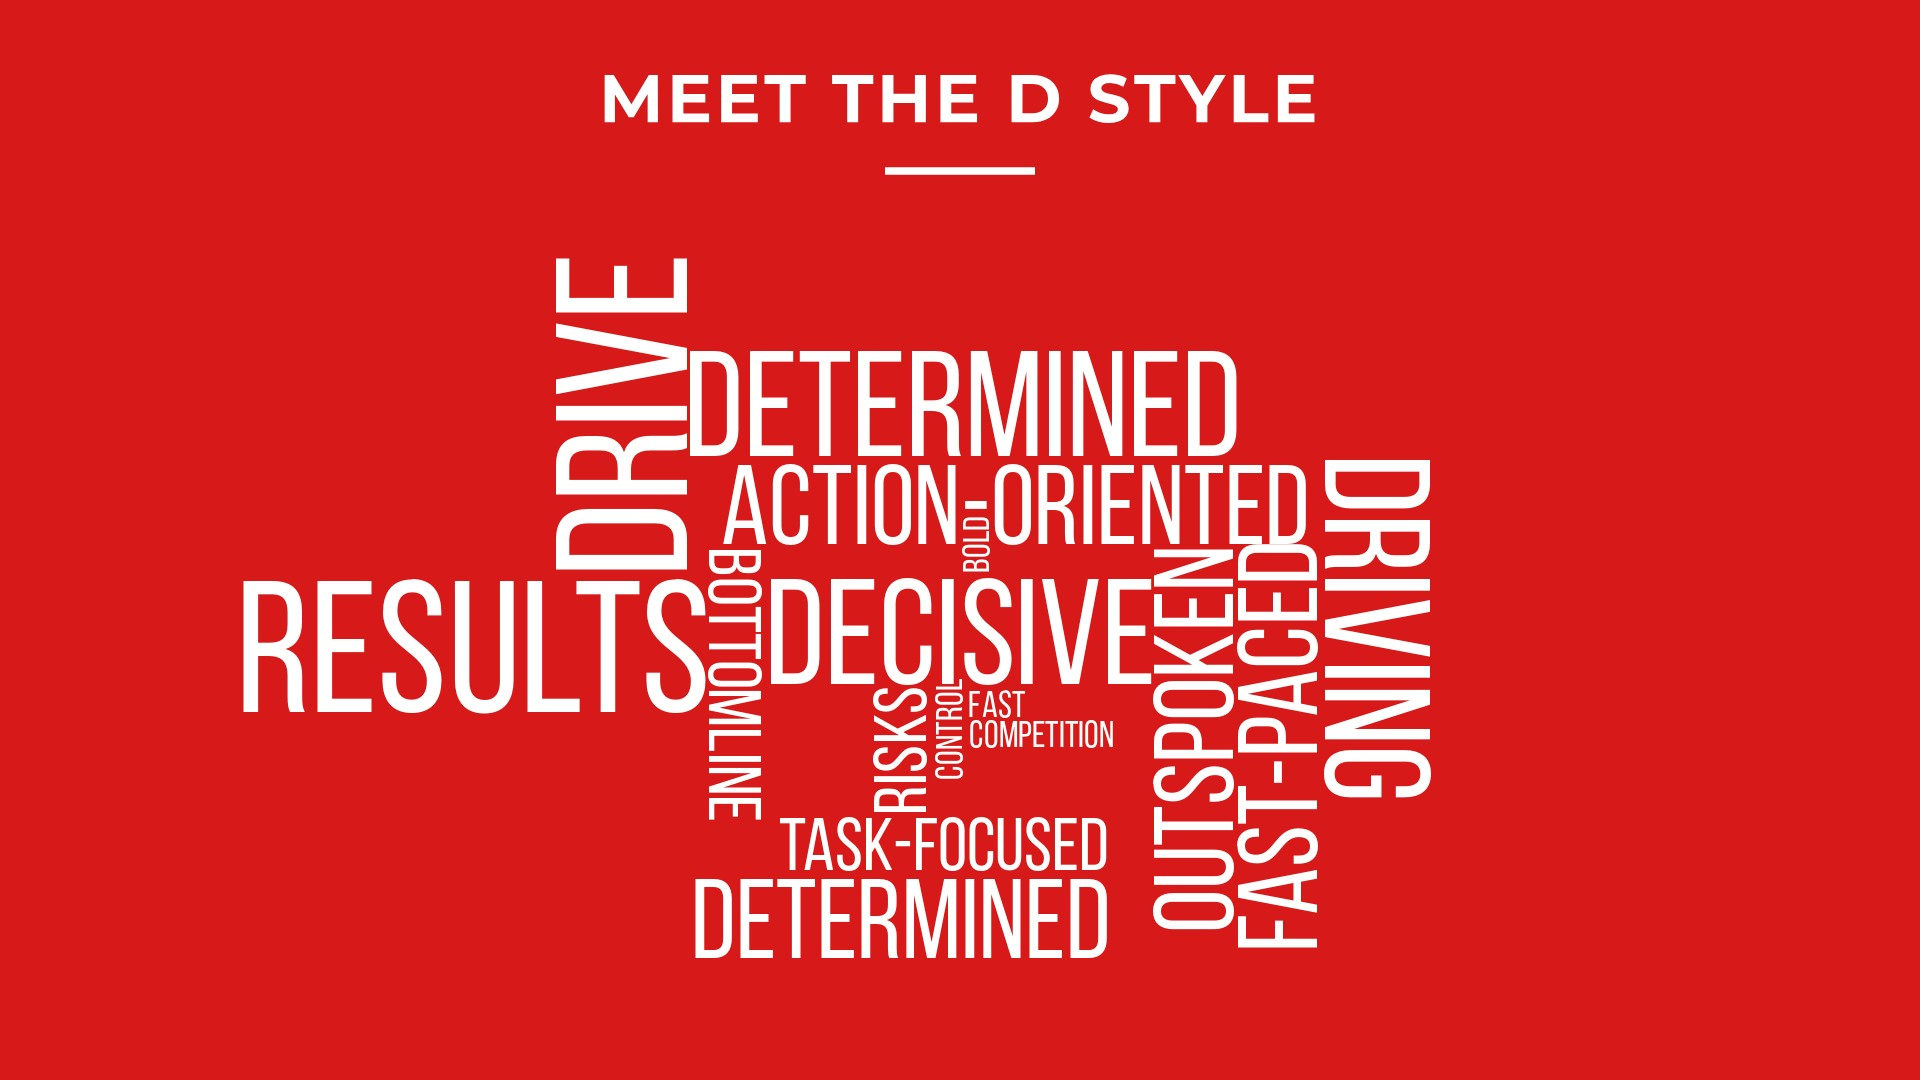 MEET THE D STYLE
DRIVE
DETERMINED
ACTION-ORIENTED
BOLD
DRIVING
RESULTS
BOTTOMLINE
DECISIVE
OUTSPOKEN
FAST-PACED
RISKS
CONTROL
FAST
COMPETITION
TASK-FOCUSED
DETERMINED